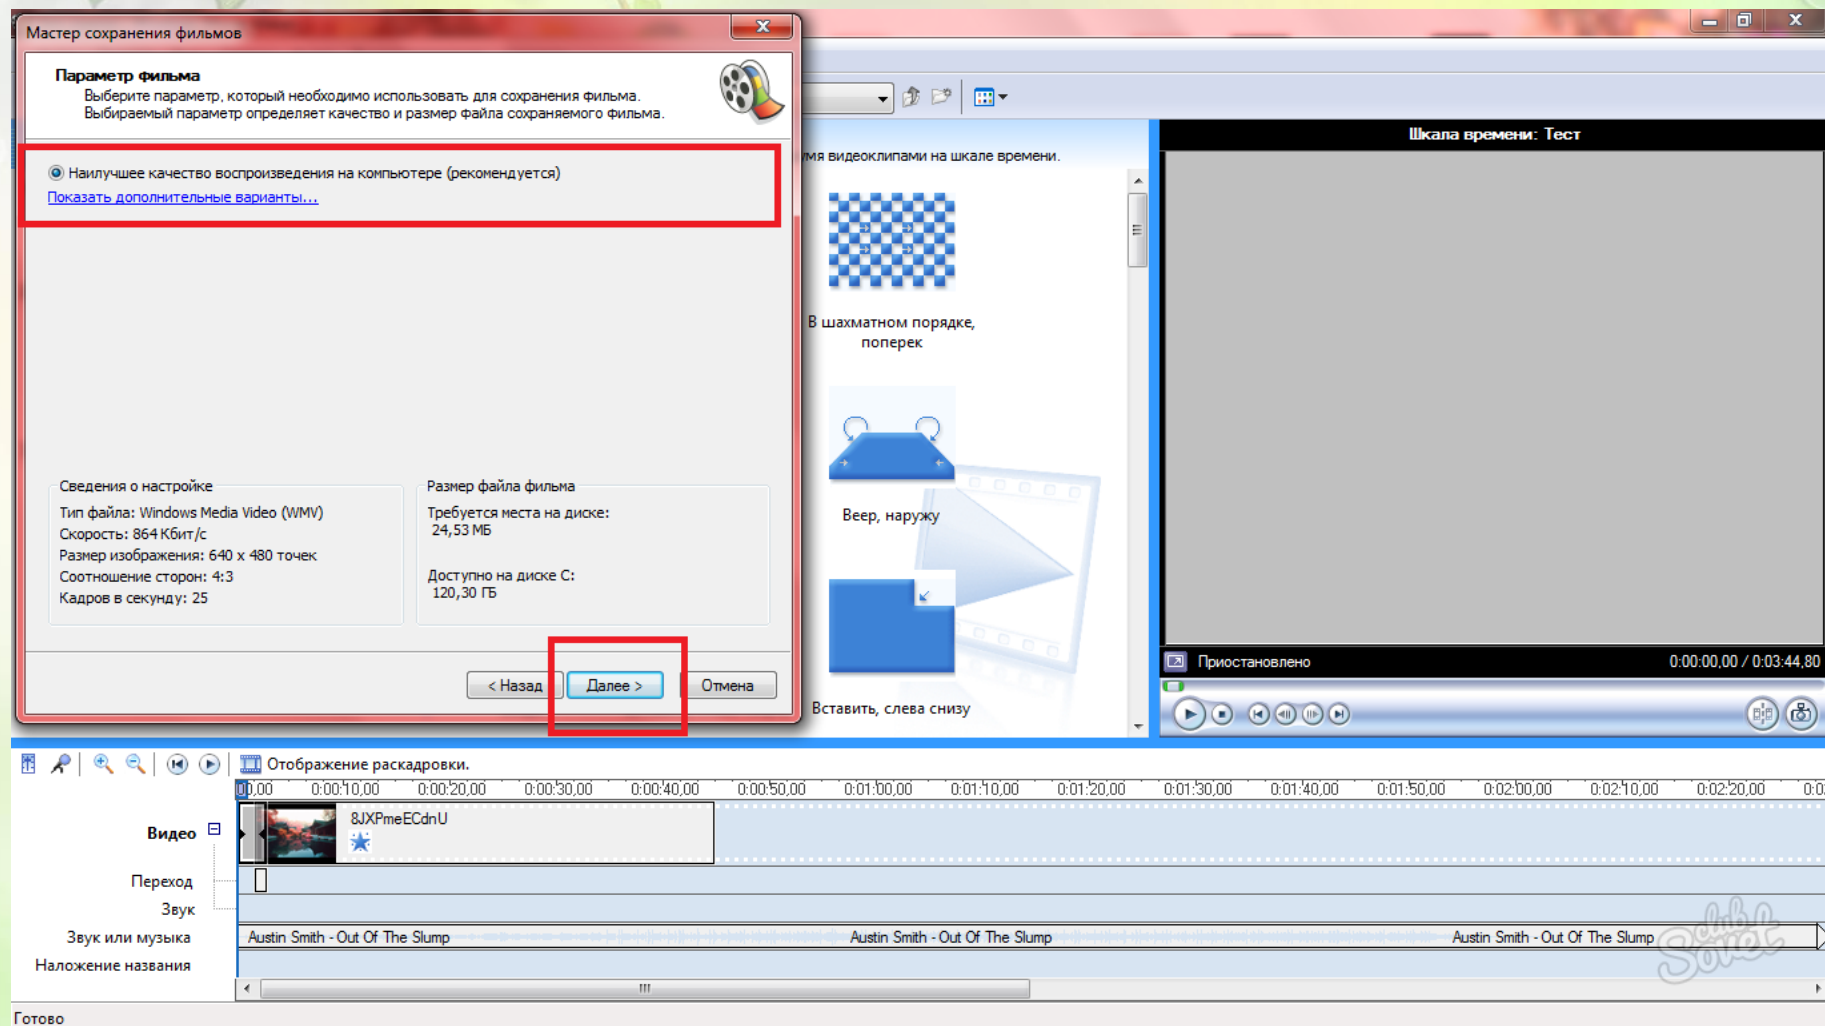 Мастер сохранения фильмов
Параметр фильма
Выберите параметр, который необходимо использовать для сохранения фильма.
Выбираемый параметр определяет качество и размер файла сохраняемого фильма.
Наилучшее качество воспроизведения на компьютере (рекомендуется)
Показать дополнительные варианты...
Сведения о настройке
Тип файла: Windows Media Video (WMV)
Скорость: 864 Кбит/с
Размер изображения: 640 x 480 точек
Соотношение сторон: 4:3
Кадров в секунду: 25
Размер файла фильма
Требуется места на диске:
24,53 МБ
Доступно на диске C:
120,30 ГБ
< Назад
Далее >
Отмена
видеоклипами на шкале времени.
В шахматном порядке,
поперек
Веер, наружу
Вставить, слева снизу
Шкала времени: Тест
Приостановлено
0:00:00,00 / 0:03:44,80
Отображение раскадровки.
0:00:10,00 0:00:20,00 0:00:30,00 0:00:40,00 0:00:50,00 0:01:00,00 0:01:10,00 0:01:20,00 0:01:30,00 0:01:40,00 0:01:50,00 0:02:00,00 0:02:10,00 0:02:20,00
Видео
8JXPmeECdnU
Переход
Звук
Звук или музыка
Austin Smith - Out Of The Slump Austin Smith - Out Of The Slump Austin Smith - Out Of The Slump
Наложение названия
club
Sovet
Готово